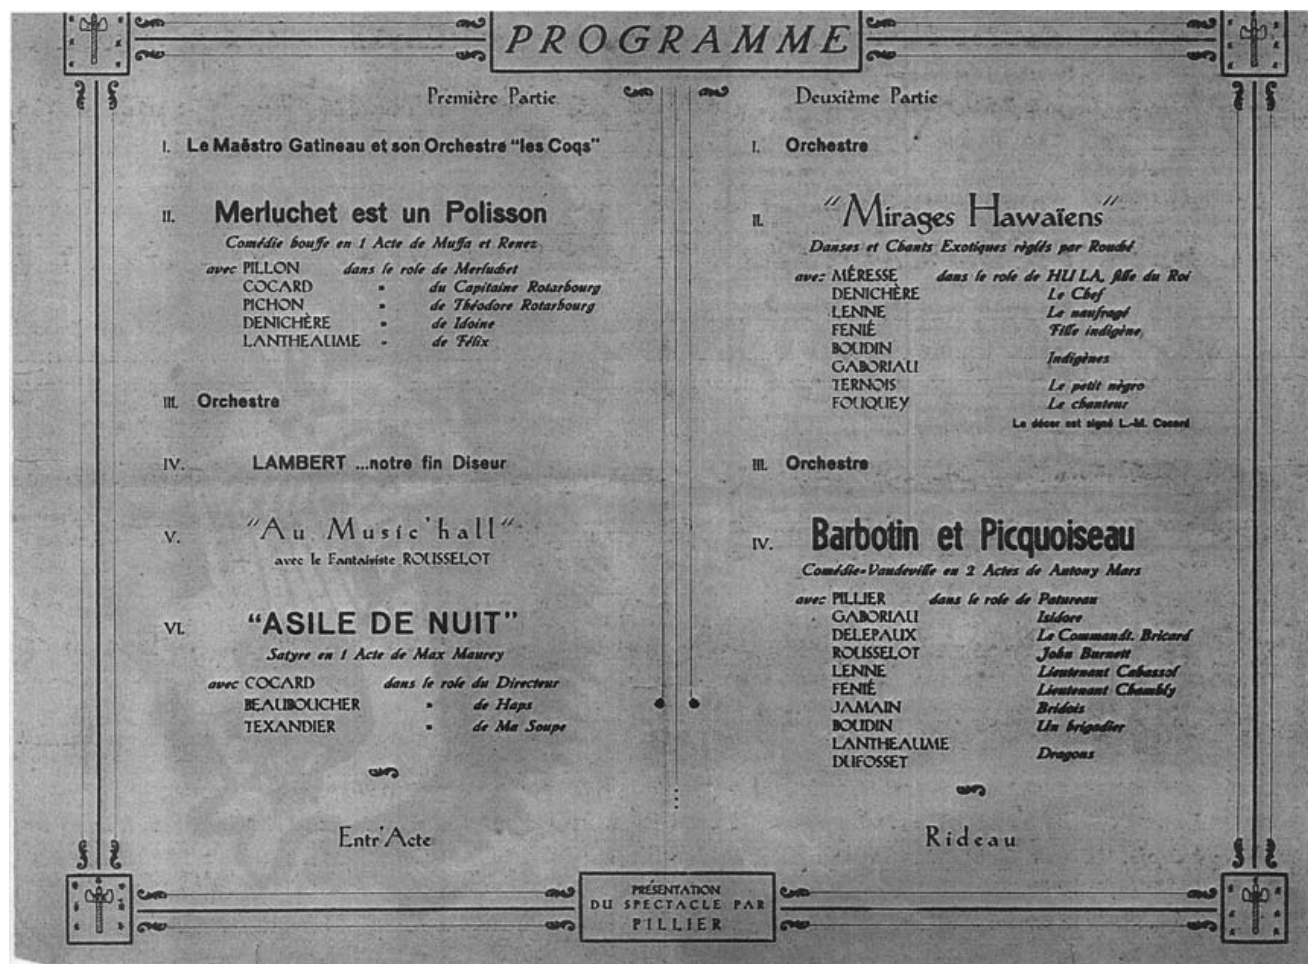 PROGRAMME
Première Partie
I. Le Maëstro Gatineau et son Orchestre "les Coqs"
II. Merluchet est un Polisson
Comédie bouffe en 1 Acte de Muffa et Renez
avec PILLON dans le role de Merluchet
COCARD " du Capitaine Rotarbourg
PICHON " de Théodore Rotarbourg
DENICHÈRE " de Idoine
LANTHEAUME " de Félix
III. Orchestre
IV. LAMBERT ...notre fin Diseur
V. "Au Music'hall"
avec le Fantaisiste ROUSSELOT
VI. "ASILE DE NUIT"
Satyre en 1 Acte de Max Maurey
avec COCARD dans le role du Directeur
BEAUBOUCHER " de Haps
TEXANDIER " de Ma Soupe
Entr'Acte
Deuxième Partie
I. Orchestre
II. "Mirages Hawaïens"
Danses et Chants Exotiques règlés par Roudé
avec MÉRESSE dans le role de HULA, fille du Roi
DENICHÈRE Le Chef
LENNE Le naufragé
FENIÉ Fille indigène
BOUDIN
GABORIAU Indigènes
TERNOIS Le petit nègro
FOUQUEY Le chanteur
Le décor est signé L.-M. Cocard
III. Orchestre
IV. Barbotin et Picquoiseau
Comédie-Vaudeville en 2 Actes de Antony Mars
avec PILLIER dans le role de Patureau
GABORIAU Isidore
DELEPAUX Le Commandt. Bricard
ROUSSELOT John Burnett
LENNE Lieutenant Cabassol
FENIÉ Lieutenant Chambly
JAMAIN Bridois
BOUDIN Un brigadier
LANTHEAUME
DUFOSSET Dragons
Rideau
PRÉSENTATION
DU SPECTACLE PAR
PILLIER